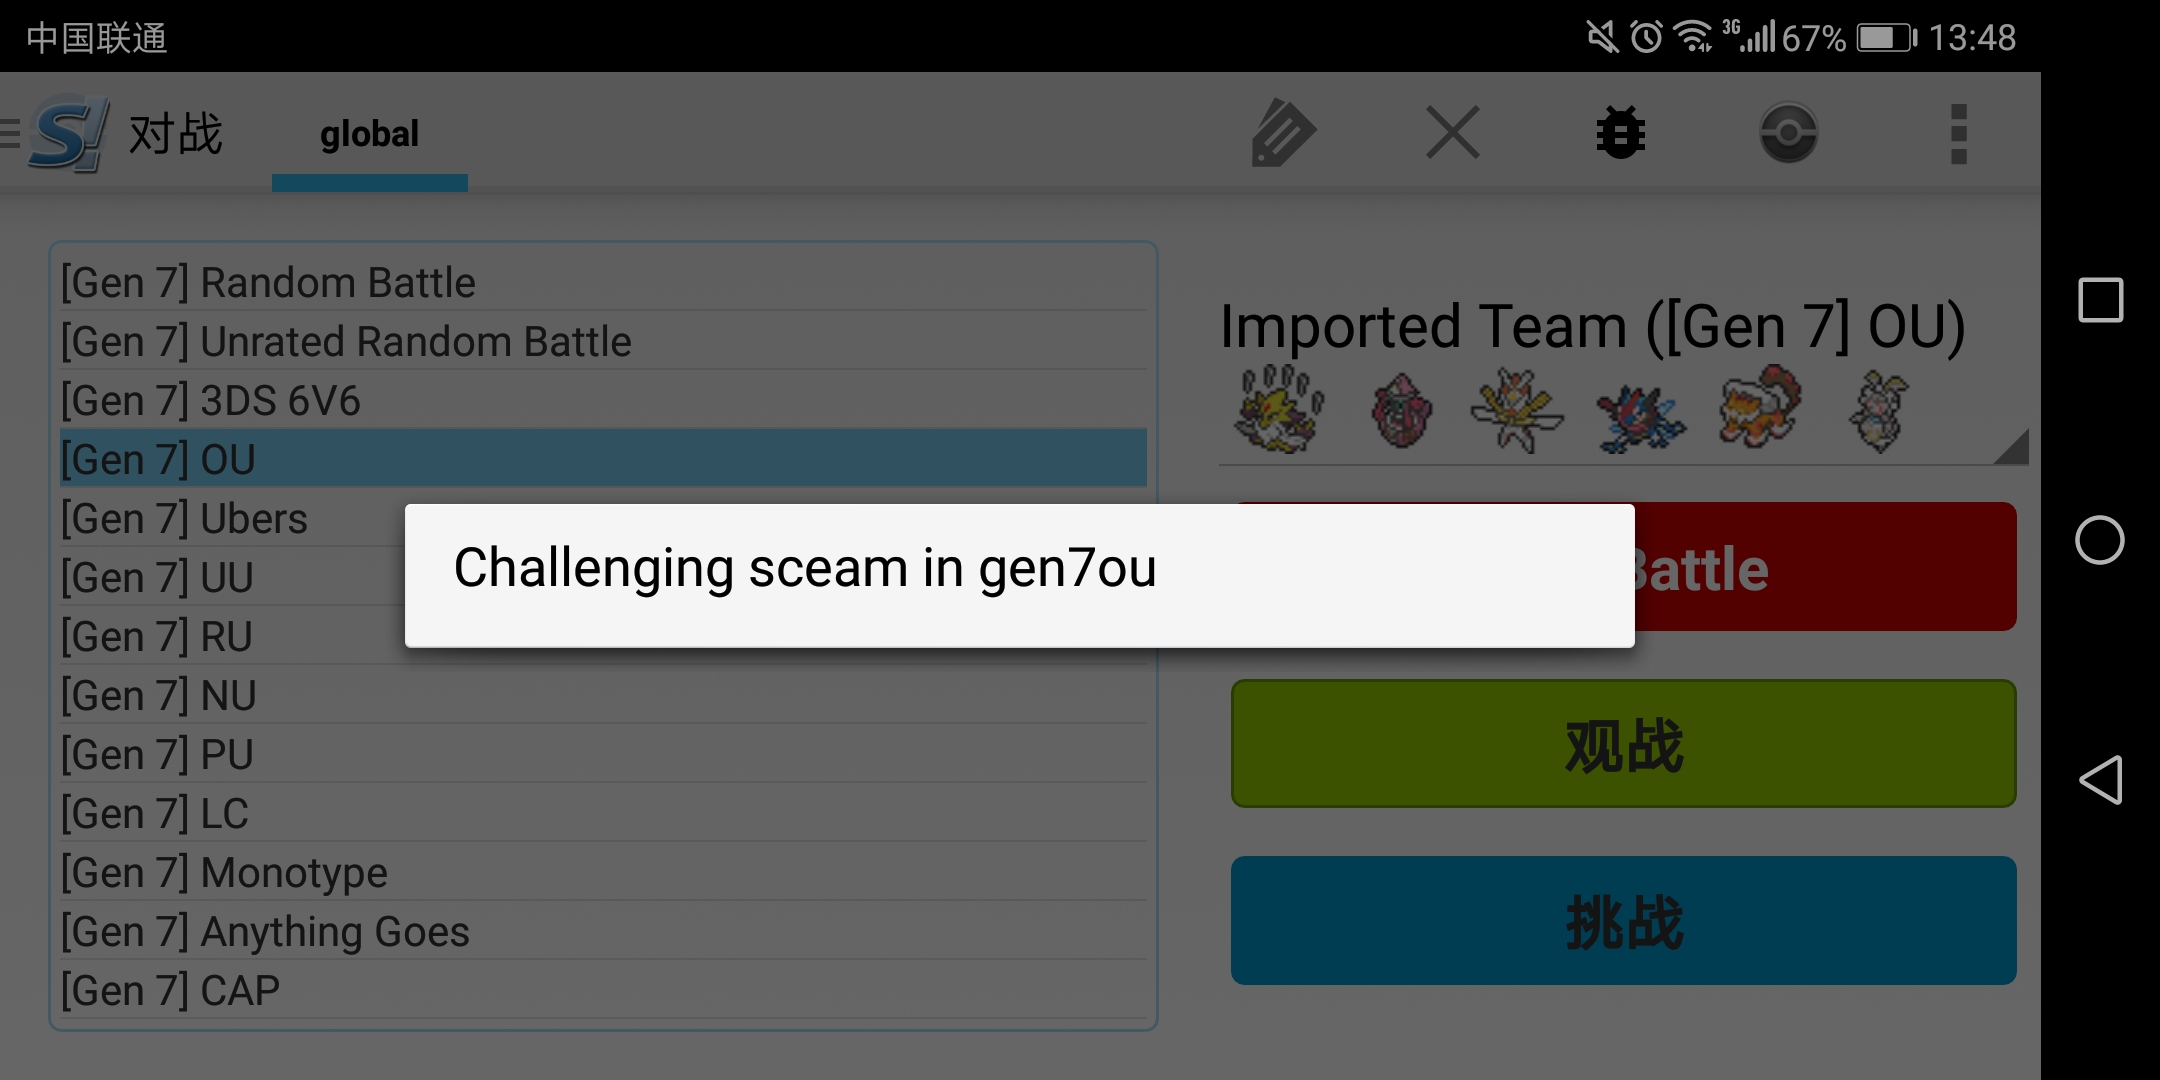 中国联通
3G 67% 13:48
S! 对战 global
[Gen 7] Random Battle
[Gen 7] Unrated Random Battle
[Gen 7] 3DS 6V6
[Gen 7] OU
[Gen 7] Ubers
[Gen 7] UU
[Gen 7] RU
[Gen 7] NU
[Gen 7] PU
[Gen 7] LC
[Gen 7] Monotype
[Gen 7] Anything Goes
[Gen 7] CAP
Imported Team ([Gen 7] OU)
Challenging sceam in gen7ou
Battle
观战
挑战